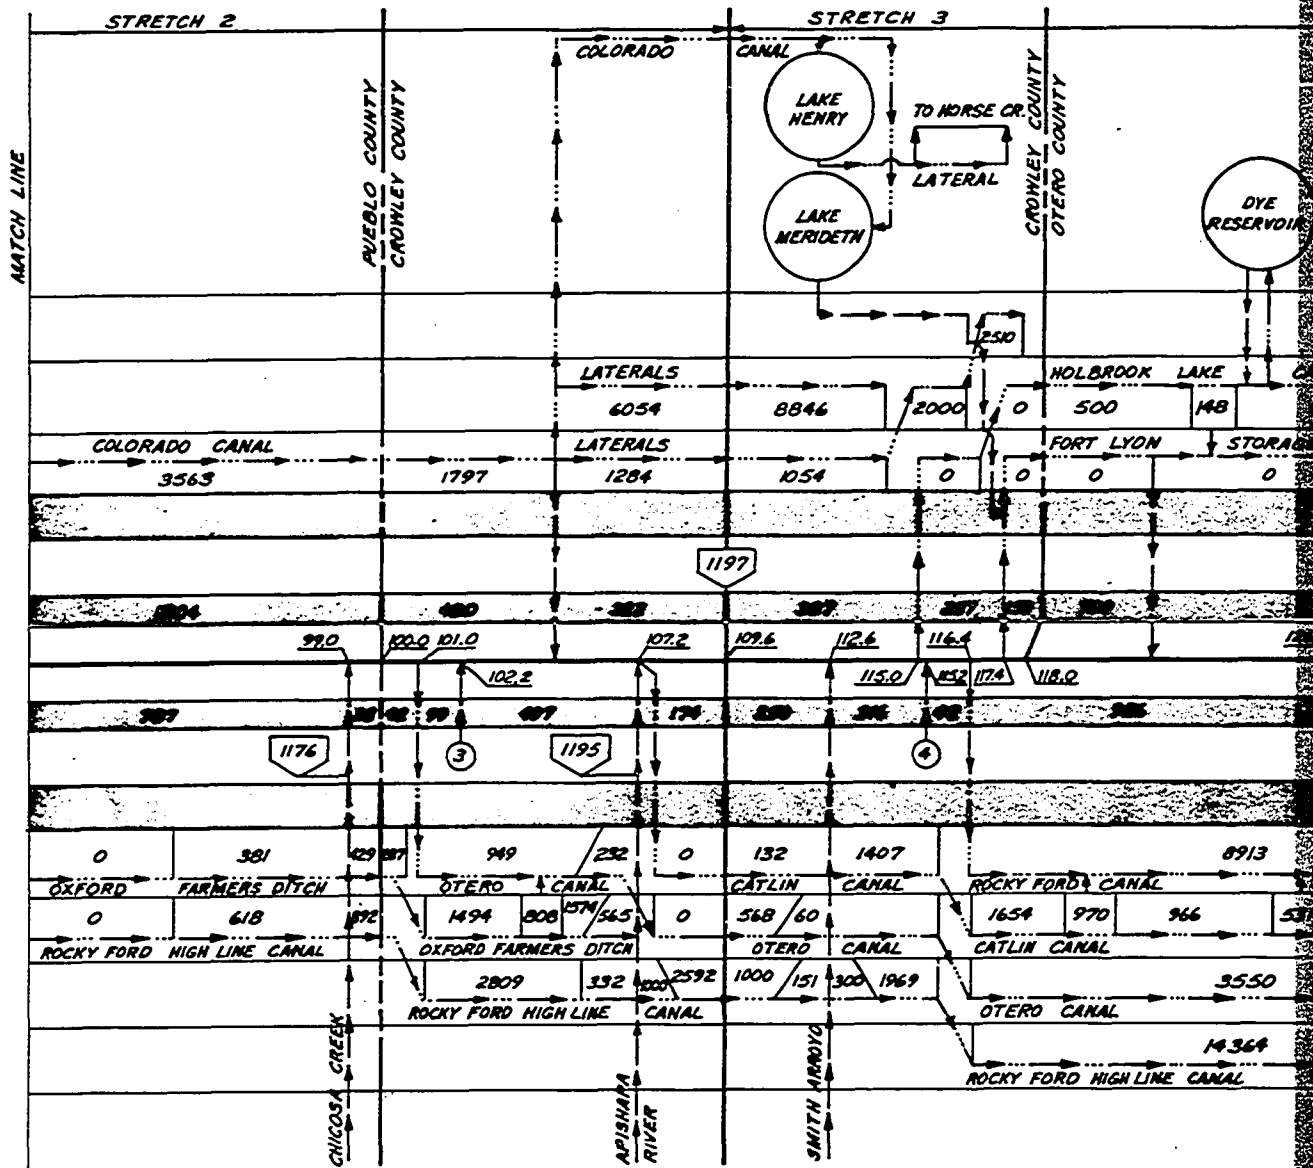 STRETCH 2
STRETCH 3
COLORADO CANAL
MATCH LINE
PUEBLO COUNTY
CROWLEY COUNTY
LAKE
HENRY
TO HORSE CR.
LATERAL
CROWLEY COUNTY
OTERO COUNTY
LAKE
MERIDETH
DYE
RESERVOIR
2510
LATERALS
HOLBROOK LAKE
6054 8846 2000 0 500 148
COLORADO CANAL
LATERALS
FORT LYON
3563 1797 1284 1054 0 0 0 0
1197
99.0 100.0 101.0 107.2 109.6 112.6 116.4
102.2 115.0 115.2 117.4 118.0
1176 3 1195 4
0 381 429 949 232 0 132 1407 8913
OXFORD FARMERS DITCH OTERO CANAL CATLIN CANAL ROCKY FORD CANAL
0 618 892 1494 808 1574 565 0 568 60 1654 970 966
ROCKY FORD HIGH LINE CANAL OXFORD FARMERS DITCH OTERO CANAL CATLIN CANAL
2809 332 1000 2592 1000 151 300 1969 3550
ROCKY FORD HIGH LINE CANAL OTERO CANAL
14364
ROCKY FORD HIGH LINE CANAL
CHICOSA CREEK
APISHAPA
RIVER
SMITH ARROYO